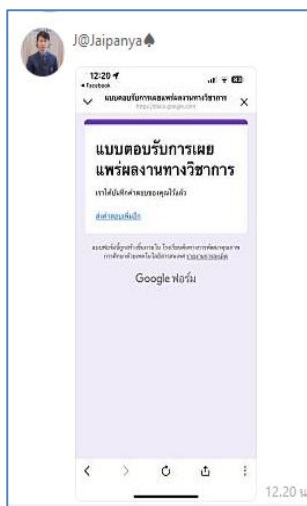 J@Jaipanya♠
12:20
Facebook
แบบตอบรับการเผยแพร่ผลงานทางวิชาการ
https://docs.google.com
แบบตอบรับการเผย
แพร่ผลงานทางวิชาการ
เราได้บันทึกคำตอบของคุณไว้แล้ว
ส่งคำตอบเพิ่มอีก
Google ฟอร์ม
12.20 น